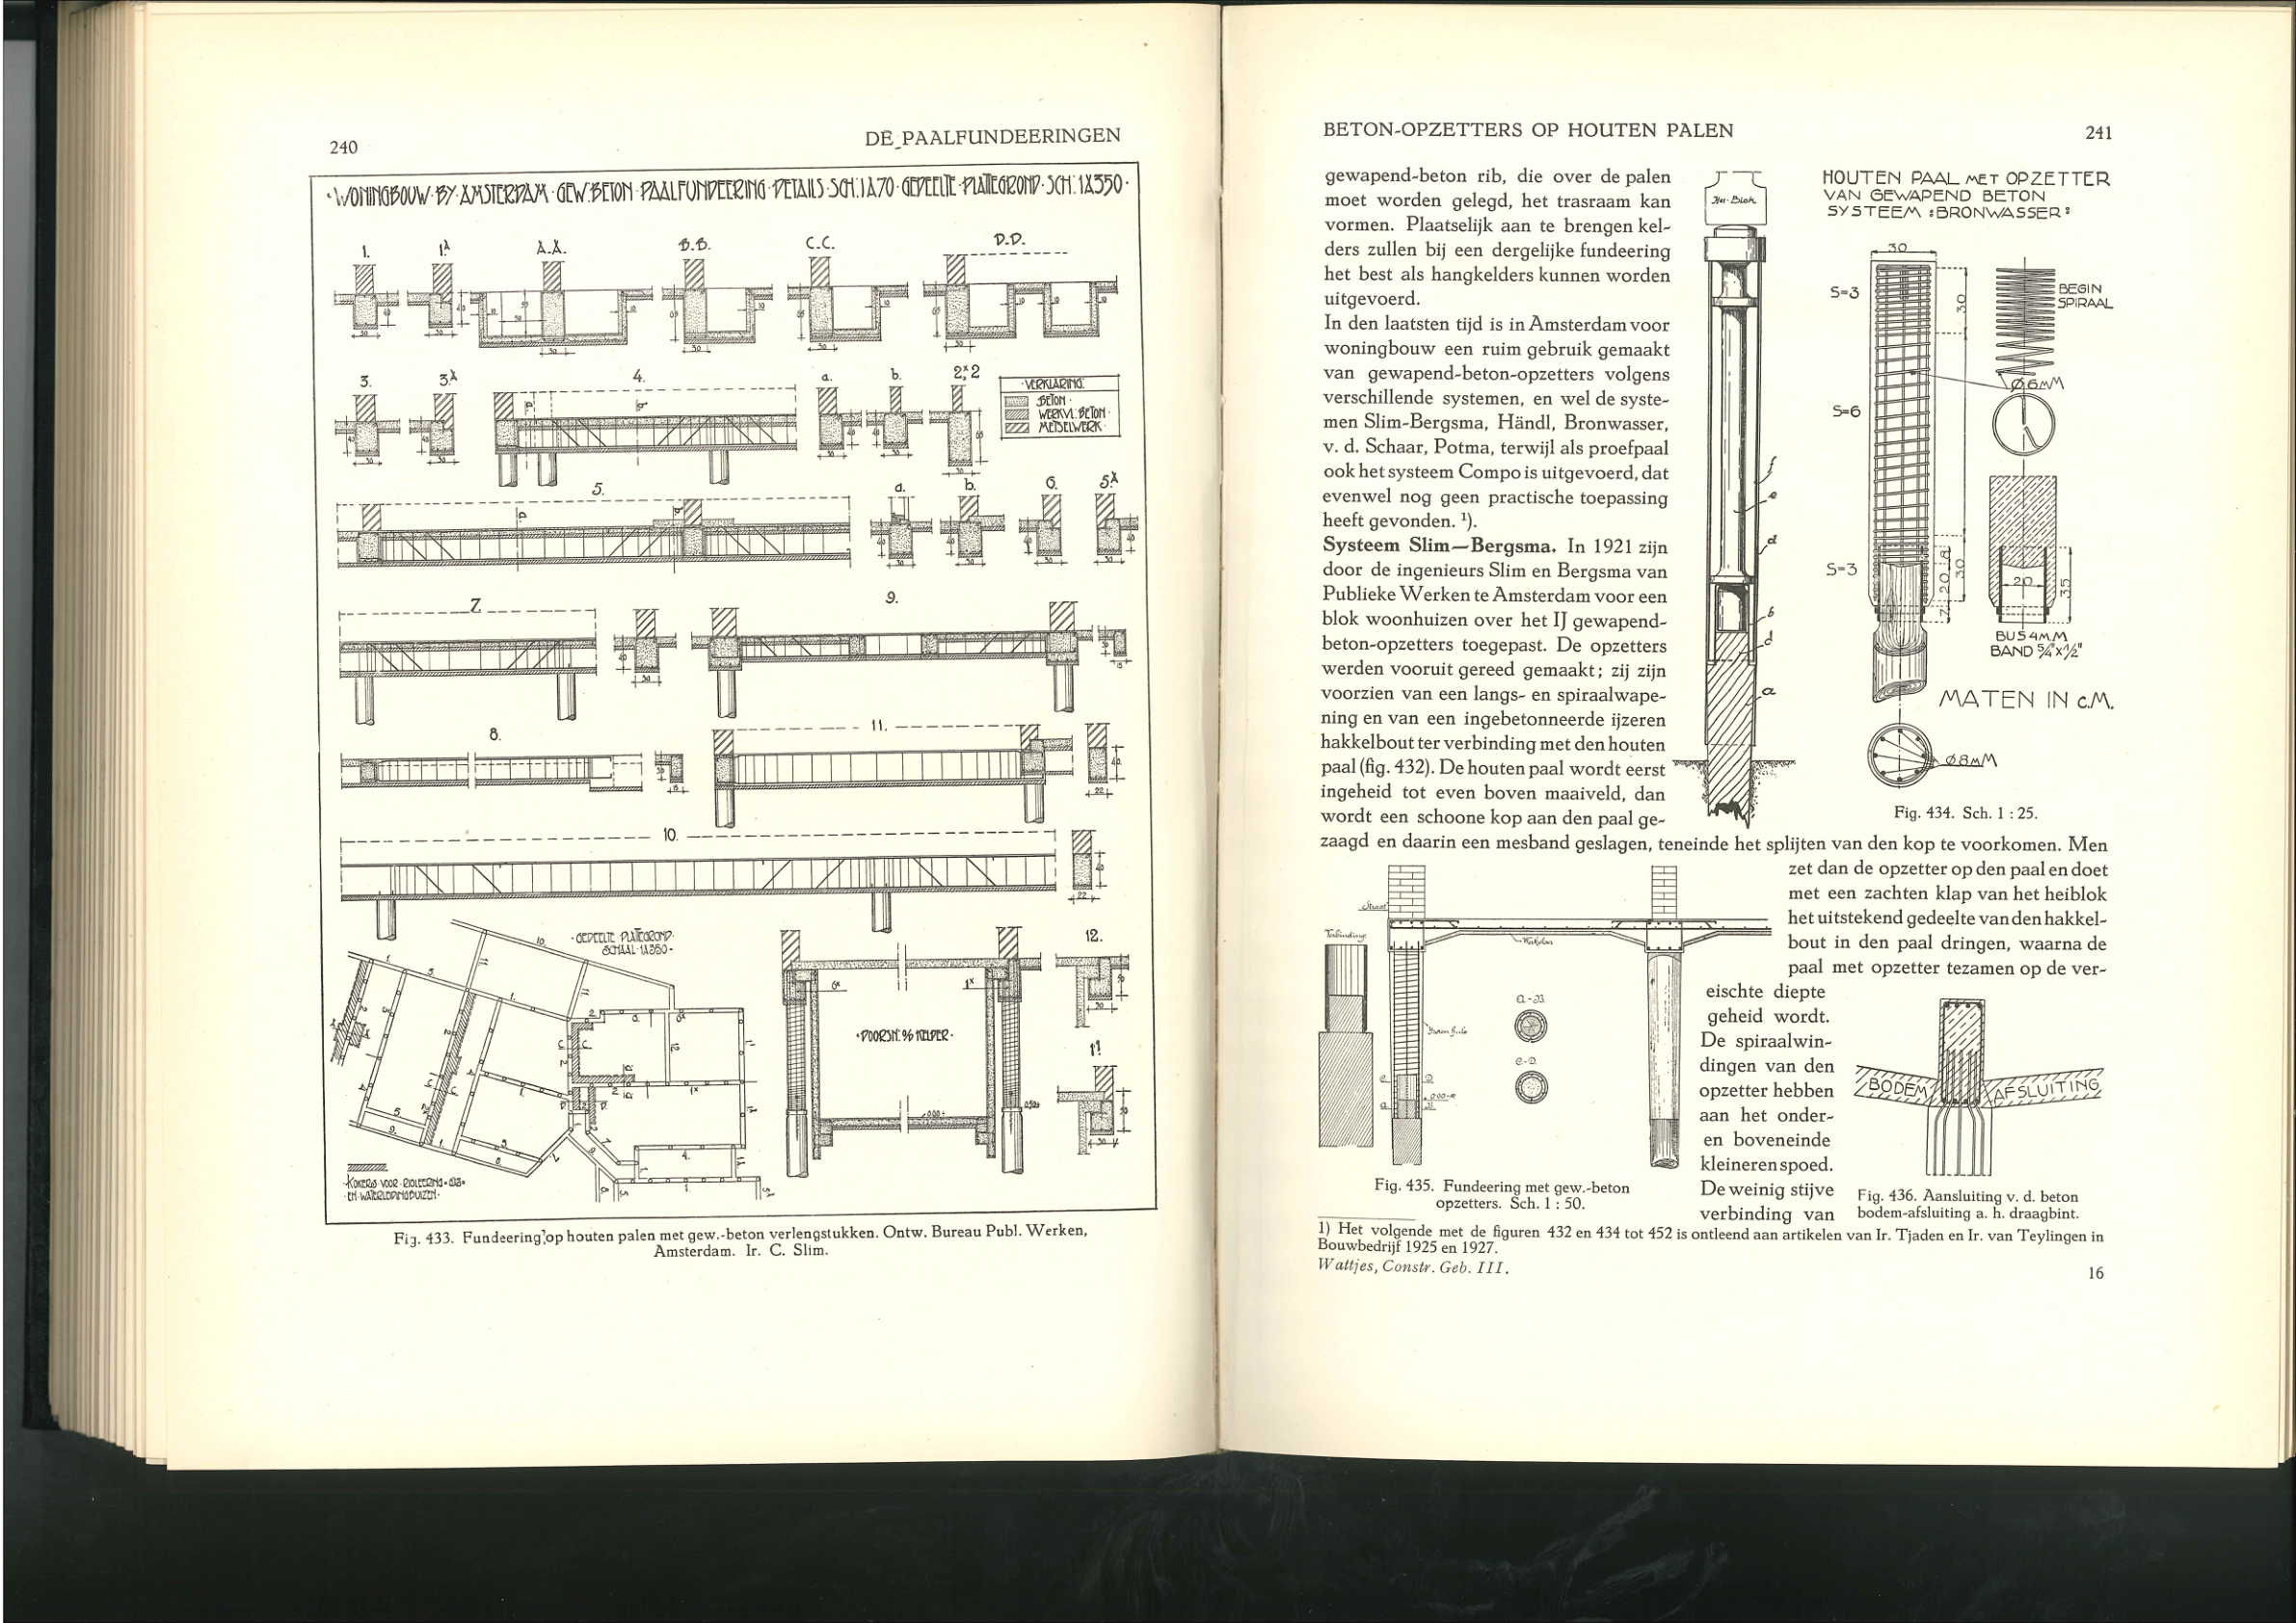 240
DE PAALFUNDEERINGEN
WONINGBOUW·BY·AMSTERDAM·GEW.BETON·PAALFUNDEERING·DETAILS·SCH:1A70·GEDEELTE·PLATTEGROND·SCH:1A350·
1. 1A A-A. B-B. C-C. D-D.
3. 3A 4. a. b. 2x2
·VERKLARING:
BETON·
WERKVL:BETON·
METSELWERK·
5. a. b. 6. 5A
7. 9.
8. 11.
10.
·GEDEELTE PLATTEGROND·
SCHAAL·1A350·
12.
·DOORSN:%KELDER·
KOKERS·VOOR·RIOLEERING·GAS·
EN·WATERLEIDINGBUIZEN·
Fig. 433. Fundeering op houten palen met gew.-beton verlengstukken. Ontw. Bureau Publ. Werken,
Amsterdam. Ir. C. Slim.
BETON-OPZETTERS OP HOUTEN PALEN
241
gewapend-beton rib, die over de palen
moet worden gelegd, het trasraam kan
vormen. Plaatselijk aan te brengen kel-
ders zullen bij een dergelijke fundeering
het best als hangkelders kunnen worden
uitgevoerd.
In den laatsten tijd is in Amsterdam voor
woningbouw een ruim gebruik gemaakt
van gewapend-beton-opzetters volgens
verschillende systemen, en wel de syste-
men Slim-Bergsma, Händl, Bronwasser,
v. d. Schaar, Potma, terwijl als proefpaal
ook het systeem Compo is uitgevoerd, dat
evenwel nog geen practische toepassing
heeft gevonden. ¹).
Systeem Slim—Bergsma. In 1921 zijn
door de ingenieurs Slim en Bergsma van
Publieke Werken te Amsterdam voor een
blok woonhuizen over het IJ gewapend-
beton-opzetters toegepast. De opzetters
werden vooruit gereed gemaakt; zij zijn
voorzien van een langs- en spiraalwape-
ning en van een ingebetonneerde ijzeren
hakkelbout ter verbinding met den houten
paal (fig. 432). De houten paal wordt eerst
ingeheid tot even boven maaiveld, dan
wordt een schoone kop aan den paal ge-
zaagd en daarin een mesband geslagen, teneinde het splijten van den kop te voorkomen. Men
zet dan de opzetter op den paal en doet
met een zachten klap van het heiblok
het uitstekend gedeelte van den hakkel-
bout in den paal dringen, waarna de
paal met opzetter tezamen op de ver-
eischte diepte
geheid wordt.
De spiraalwin-
dingen van den
opzetter hebben
aan het onder-
en boveneinde
kleineren spoed.
De weinig stijve
verbinding van
Hei-Blok
f
e
d
b
d
a
HOUTEN PAAL MET OPZETTER
VAN GEWAPEND BETON
SYSTEEM :BRONWASSER:
30
S=3
30
BEGIN
SPIRAAL
Ø6mM
S=6
S=3
20
8
30
7
20
35
BUS 4M.M
BAND 5/4"x1/2"
MATEN IN c.M.
Ø8mM
Fig. 434. Sch. 1 : 25.
Straat
Verbinding.
Werkvloer
a-B
Fig. 435. Fundeering met gew.-beton
opzetters. Sch. 1 : 50.
BODEM AFSLUITING
Fig. 436. Aansluiting v. d. beton
bodem-afsluiting a. h. draagbint.
1) Het volgende met de figuren 432 en 434 tot 452 is ontleend aan artikelen van Ir. Tjaden en Ir. van Teylingen in
Bouwbedrijf 1925 en 1927.
Wattjes, Constr. Geb. III.
16